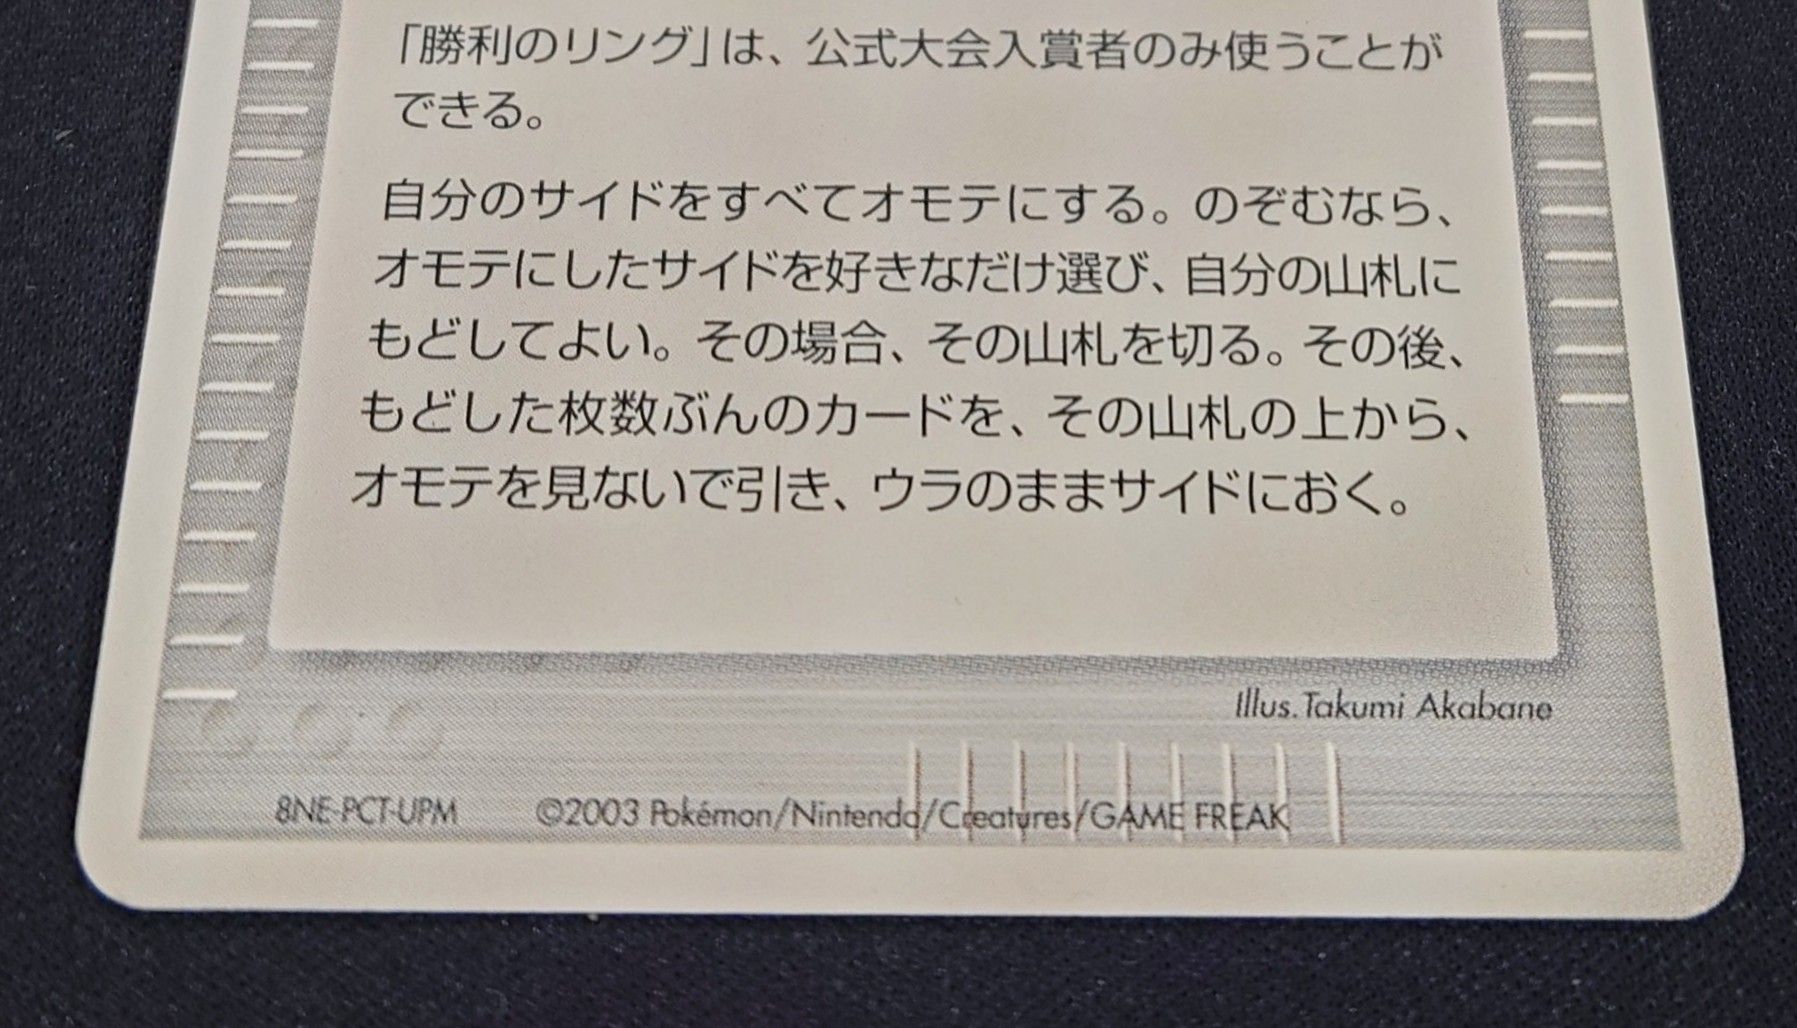 「勝利のリング」は、公式大会入賞者のみ使うことが
できる。
自分のサイドをすべてオモテにする。のぞむなら、
オモテにしたサイドを好きなだけ選び、自分の山札に
もどしてよい。その場合、その山札を切る。その後、
もどした枚数ぶんのカードを、その山札の上から、
オモテを見ないで引き、ウラのままサイドにおく。
Illus.Takumi Akabane
8NE-PCT-UPM ©2003 Pokémon/Nintendo/Creatures/GAME FREAK